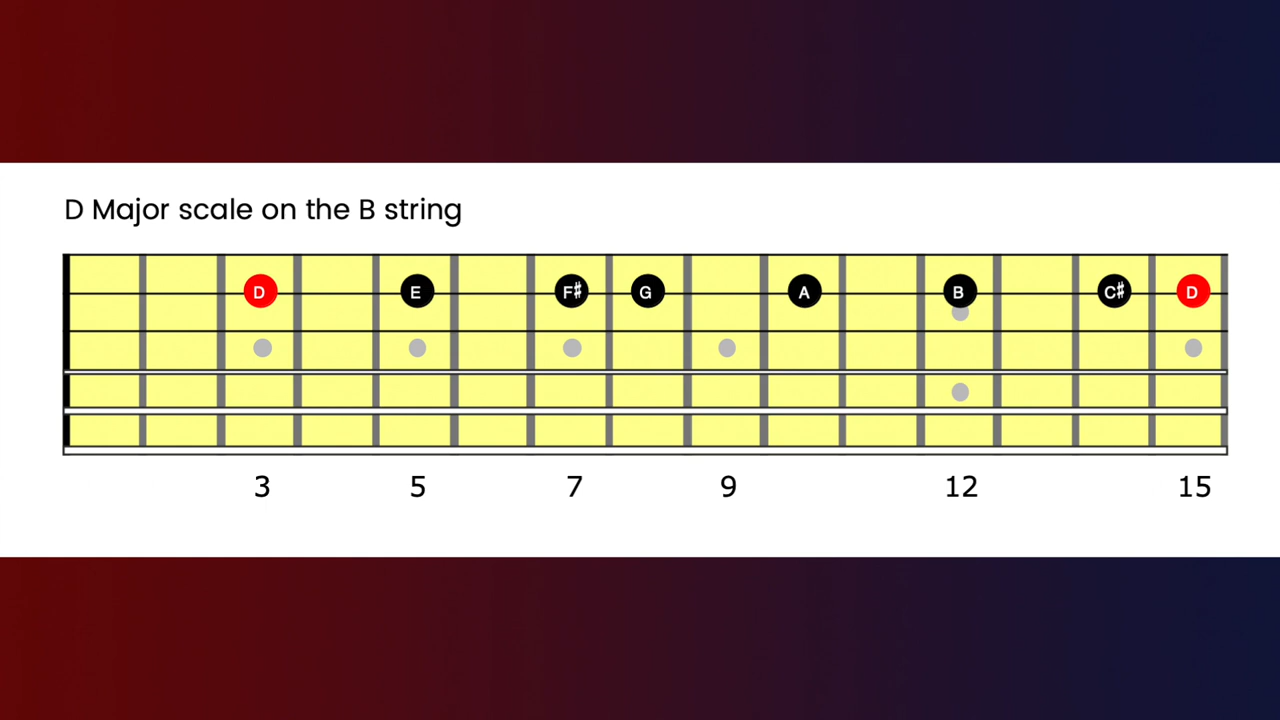 D Major scale on the B string
D E F♯ G A B C♯ D
3 5 7 9 12 15